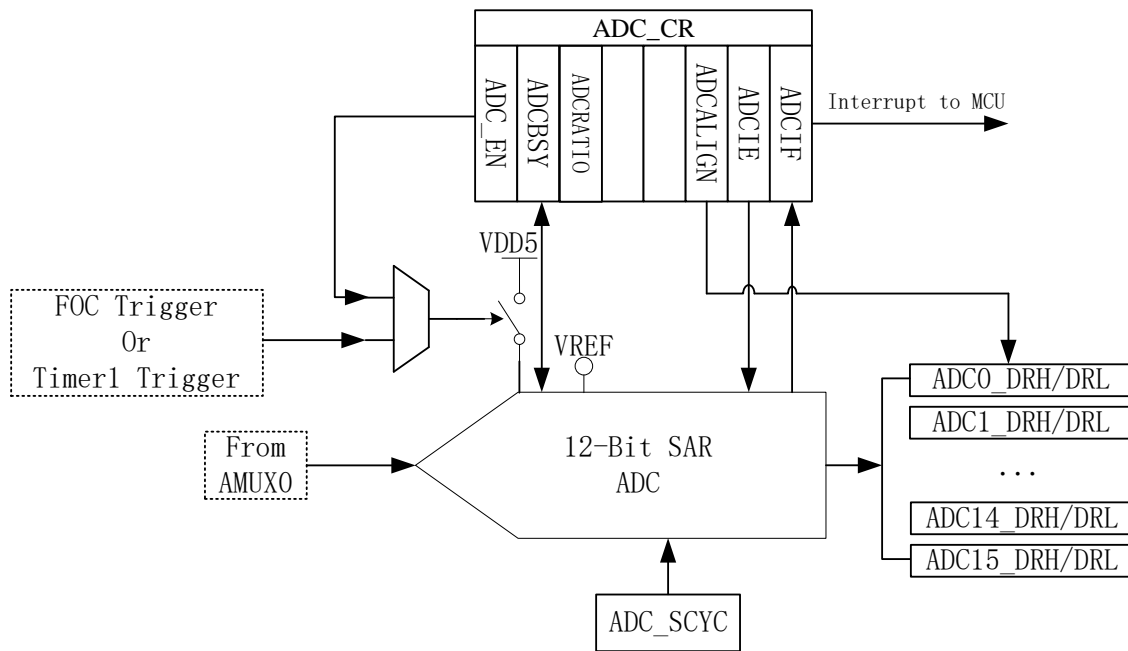 ADC_CR
ADC_EN
ADCBSY
ADCRATIO
ADCALIGN
ADCIE
ADCIF
Interrupt to MCU
VDD5
FOC Trigger
Or
Timer1 Trigger
VREF
ADC0_DRH/DRL
ADC1_DRH/DRL
...
ADC14_DRH/DRL
ADC15_DRH/DRL
From
AMUX0
12-Bit SAR
ADC
ADC_SCYC